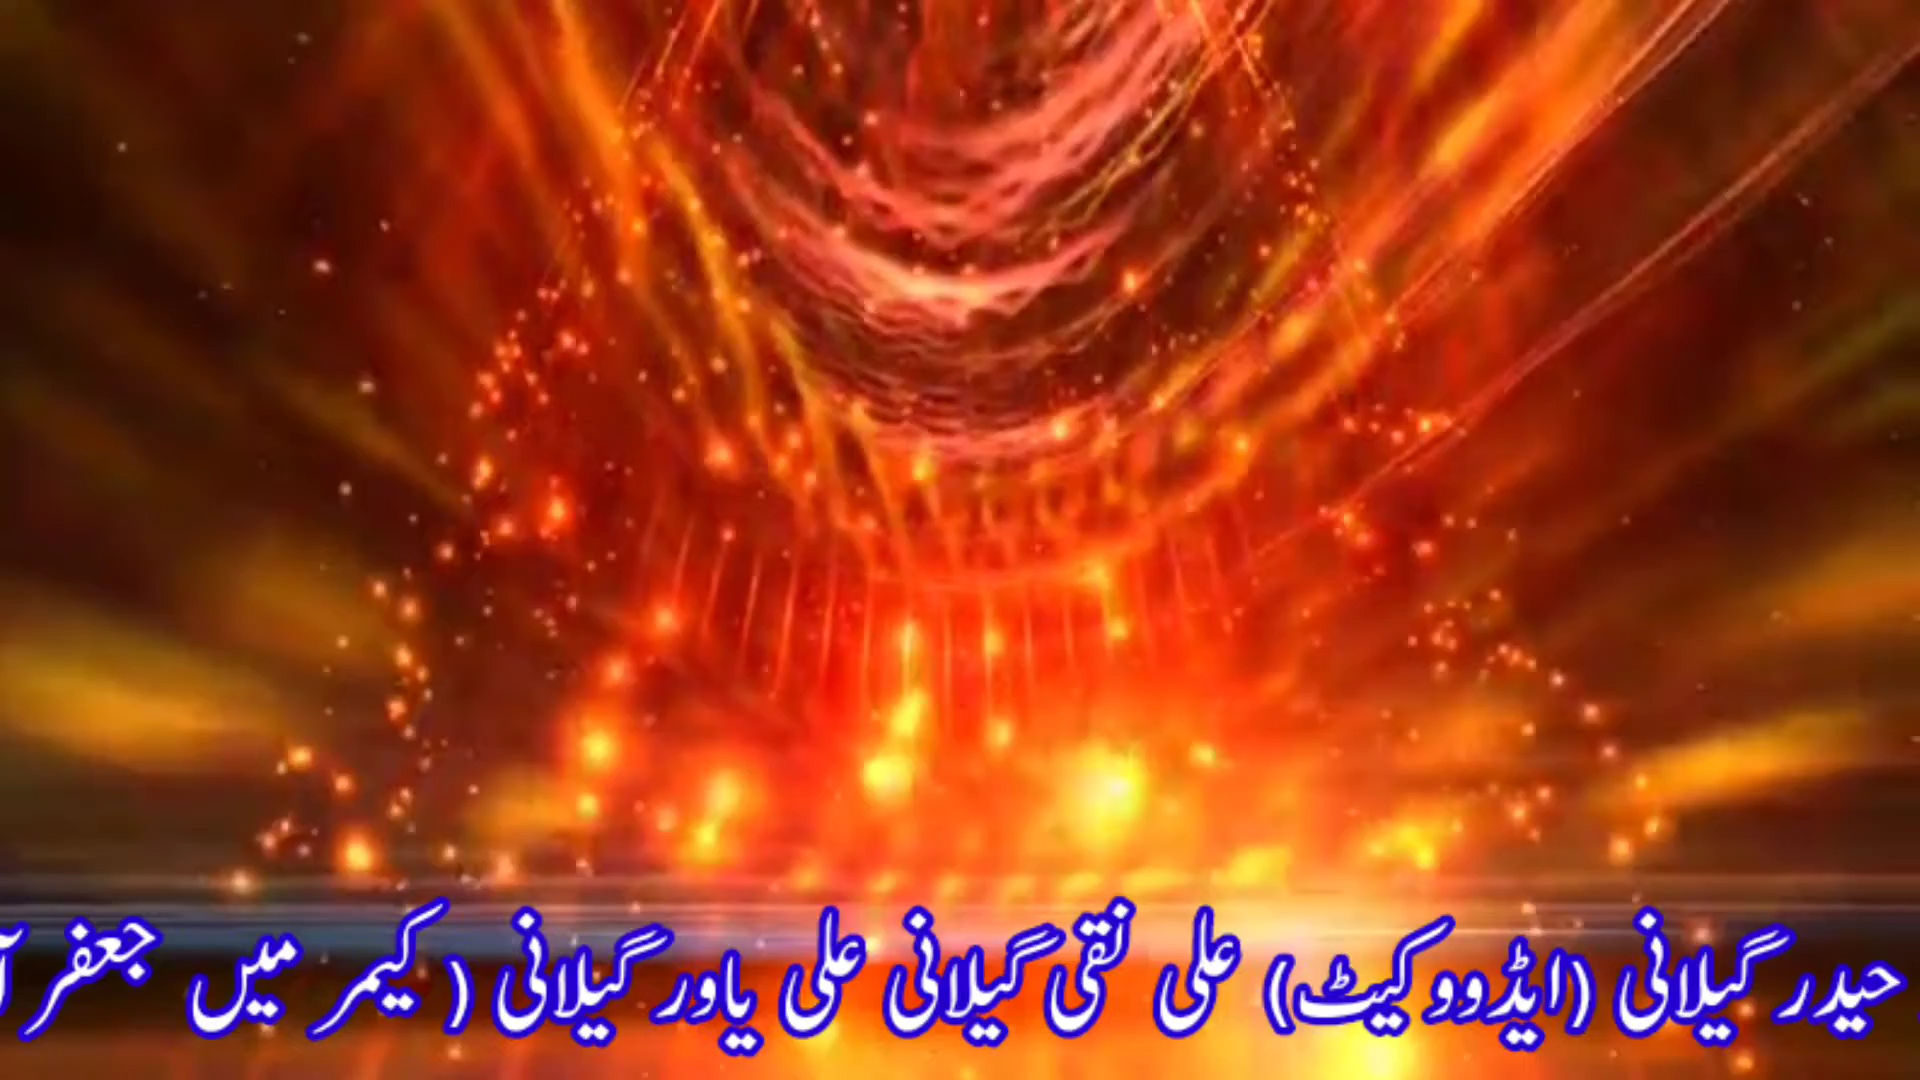 حیدر گیلانی (ایڈووکیٹ) علی نقی گیلانی علی یاور گیلانی ( کیمر میں جعفر آ